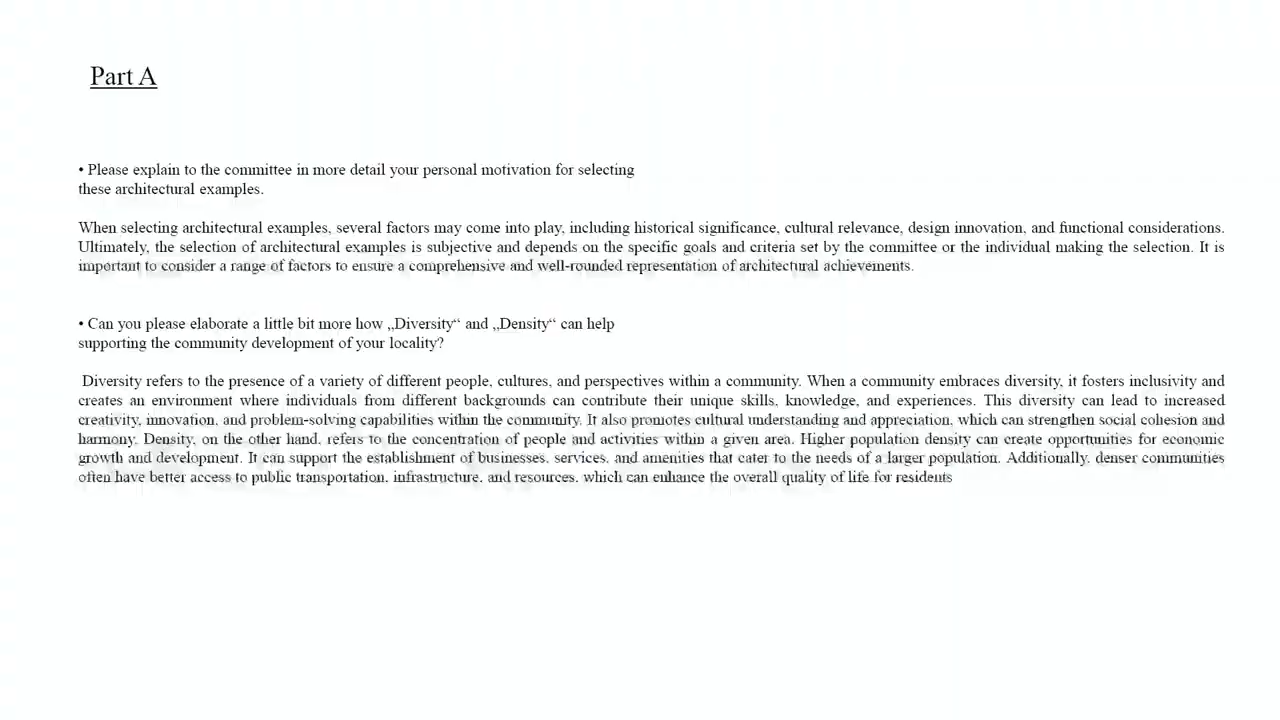 Part A
• Please explain to the committee in more detail your personal motivation for selecting
these architectural examples.
When selecting architectural examples, several factors may come into play, including historical significance, cultural relevance, design innovation, and functional considerations.
Ultimately, the selection of architectural examples is subjective and depends on the specific goals and criteria set by the committee or the individual making the selection. It is
important to consider a range of factors to ensure a comprehensive and well-rounded representation of architectural achievements.
• Can you please elaborate a little bit more how „Diversity“ and „Density“ can help
supporting the community development of your locality?
Diversity refers to the presence of a variety of different people, cultures, and perspectives within a community. When a community embraces diversity, it fosters inclusivity and
creates an environment where individuals from different backgrounds can contribute their unique skills, knowledge, and experiences. This diversity can lead to increased
creativity, innovation, and problem-solving capabilities within the community. It also promotes cultural understanding and appreciation, which can strengthen social cohesion and
harmony. Density, on the other hand, refers to the concentration of people and activities within a given area. Higher population density can create opportunities for economic
growth and development. It can support the establishment of businesses, services, and amenities that cater to the needs of a larger population. Additionally, denser communities
often have better access to public transportation, infrastructure, and resources, which can enhance the overall quality of life for residents